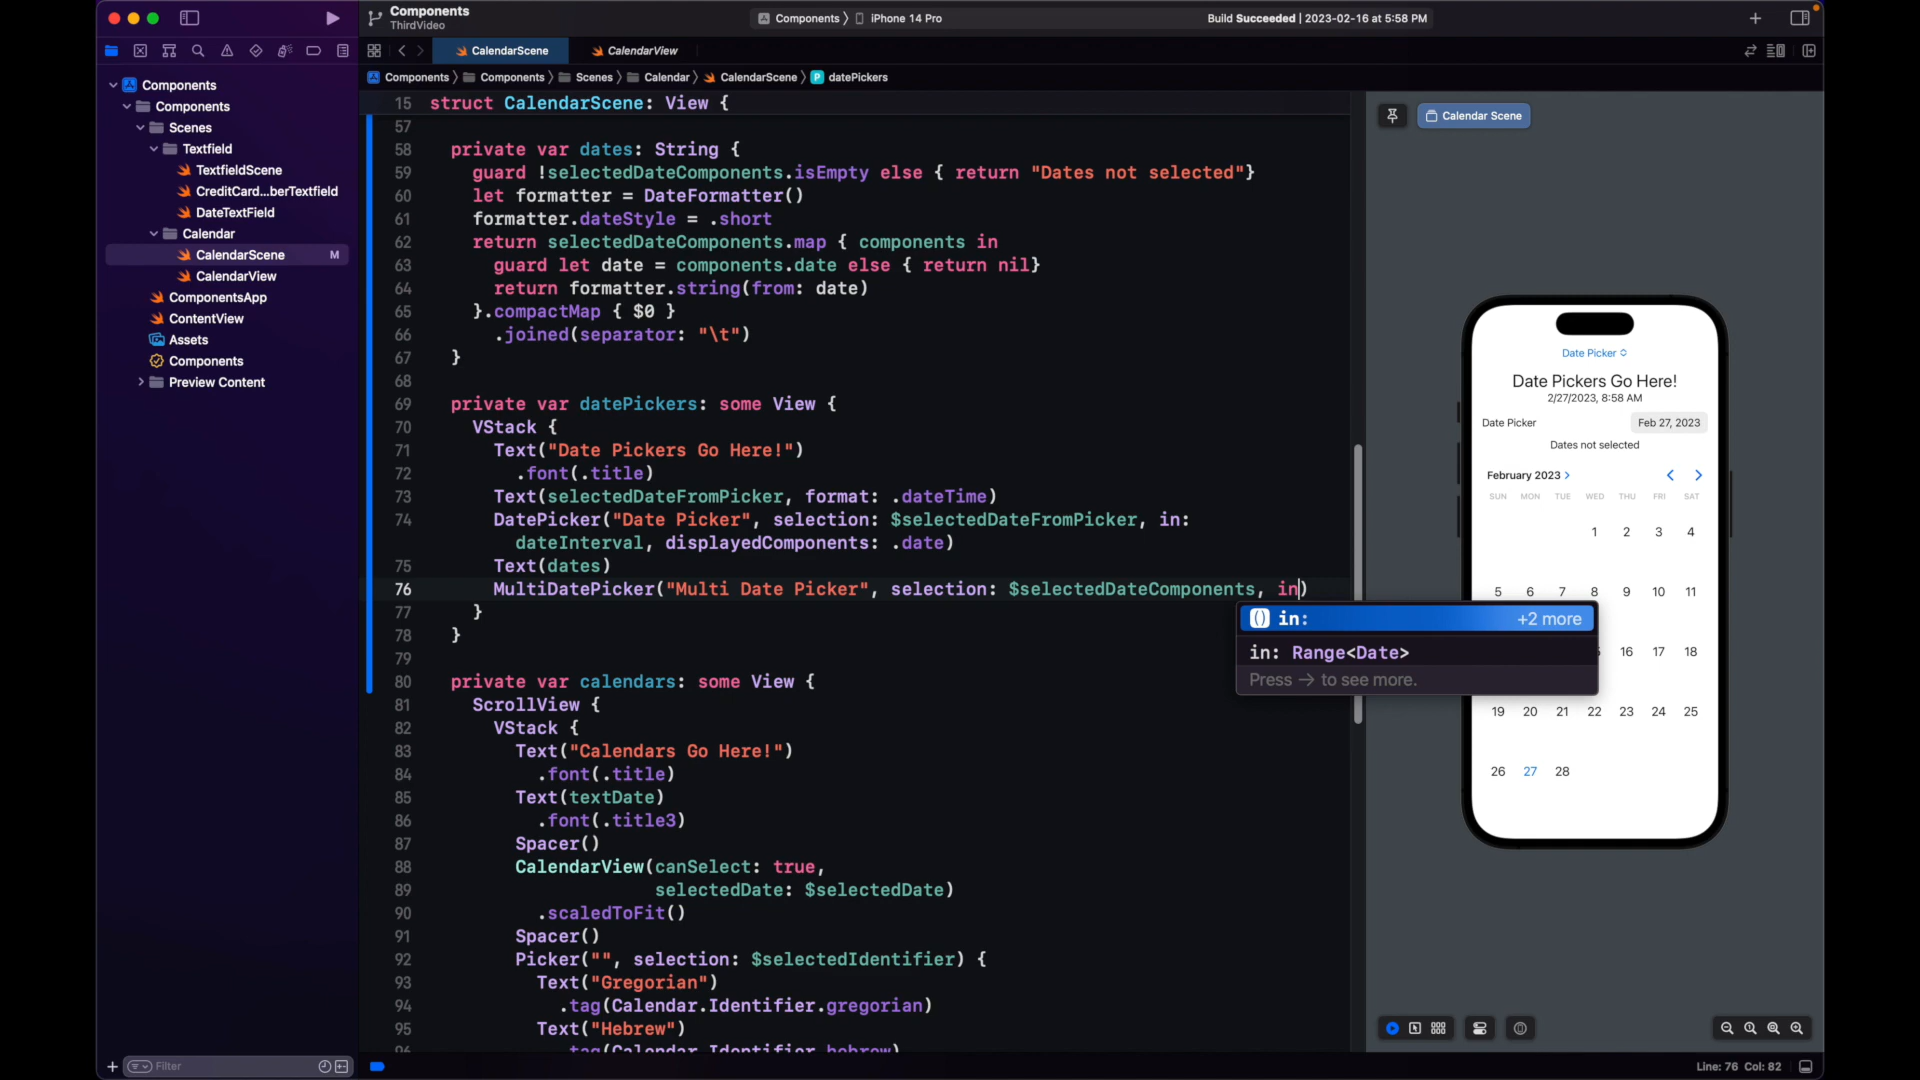 Components
ThirdVideo
Components 〉 iPhone 14 Pro
Build Succeeded | 2023-02-16 at 5:58 PM
CalendarScene
CalendarView
Components 〉 Components 〉 Scenes 〉 Calendar 〉 CalendarScene 〉 P datePickers
Components
Components
Scenes
Textfield
TextfieldScene
CreditCard...berTextfield
DateTextField
Calendar
CalendarScene M
CalendarView
ComponentsApp
ContentView
Assets
Components
Preview Content
Filter
15 struct CalendarScene: View {
57
58 private var dates: String {
59 guard !selectedDateComponents.isEmpty else { return "Dates not selected"}
60 let formatter = DateFormatter()
61 formatter.dateStyle = .short
62 return selectedDateComponents.map { components in
63 guard let date = components.date else { return nil}
64 return formatter.string(from: date)
65 }.compactMap { $0 }
66 .joined(separator: "\t")
67 }
68
69 private var datePickers: some View {
70 VStack {
71 Text("Date Pickers Go Here!")
72 .font(.title)
73 Text(selectedDateFromPicker, format: .dateTime)
74 DatePicker("Date Picker", selection: $selectedDateFromPicker, in:
dateInterval, displayedComponents: .date)
75 Text(dates)
76 MultiDatePicker("Multi Date Picker", selection: $selectedDateComponents, in)
77 }
78 }
79
80 private var calendars: some View {
81 ScrollView {
82 VStack {
83 Text("Calendars Go Here!")
84 .font(.title)
85 Text(textDate)
86 .font(.title3)
87 Spacer()
88 CalendarView(canSelect: true,
89 selectedDate: $selectedDate)
90 .scaledToFit()
91 Spacer()
92 Picker("", selection: $selectedIdentifier) {
93 Text("Gregorian")
94 .tag(Calendar.Identifier.gregorian)
95 Text("Hebrew")
96 .tag(Calendar.Identifier.hebrew)
() in: +2 more
in: Range<Date>
Press → to see more.
Calendar Scene
Date Picker
Date Pickers Go Here!
2/27/2023, 8:58 AM
Date Picker Feb 27, 2023
Dates not selected
February 2023 >
SUN MON TUE WED THU FRI SAT
1 2 3 4
5 6 7 8 9 10 11
16 17 18
19 20 21 22 23 24 25
26 27 28
Line: 76 Col: 82